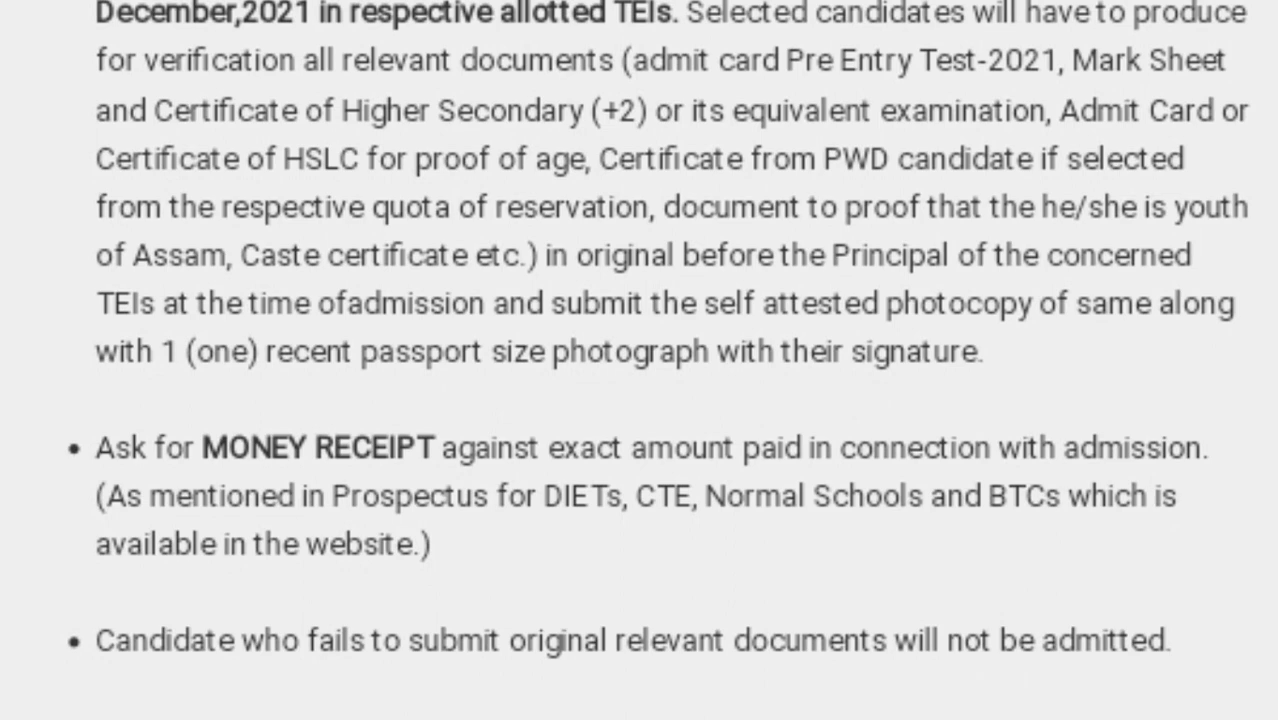 December,2021 in respective allotted TEIs. Selected candidates will have to produce
for verification all relevant documents (admit card Pre Entry Test-2021, Mark Sheet
and Certificate of Higher Secondary (+2) or its equivalent examination, Admit Card or
Certificate of HSLC for proof of age, Certificate from PWD candidate if selected
from the respective quota of reservation, document to proof that the he/she is youth
of Assam, Caste certificate etc.) in original before the Principal of the concerned
TEIs at the time ofadmission and submit the self attested photocopy of same along
with 1 (one) recent passport size photograph with their signature.
• Ask for MONEY RECEIPT against exact amount paid in connection with admission.
(As mentioned in Prospectus for DIETs, CTE, Normal Schools and BTCs which is
available in the website.)
• Candidate who fails to submit original relevant documents will not be admitted.